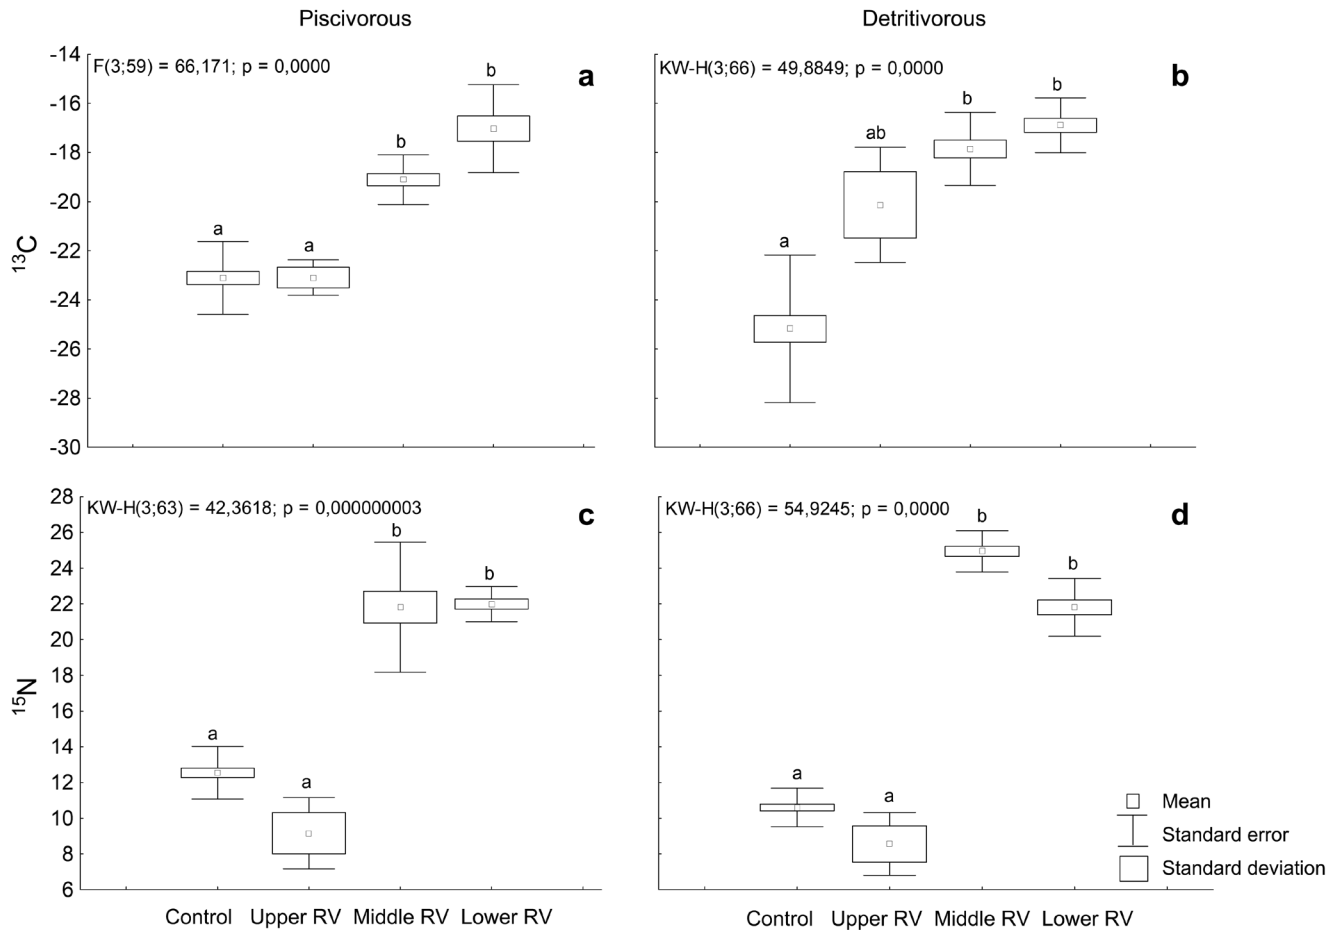 Piscivorous
Detritivorous
F(3;59) = 66,171; p = 0,0000
a
-14
-16
-18
-20
-22
-24
-26
-28
-30
13C
a
a
b
b
KW-H(3;66) = 49,8849; p = 0,0000
b
a
ab
b
b
KW-H(3;63) = 42,3618; p = 0,000000003
c
28
26
24
22
20
18
16
14
12
10
8
6
15N
a
a
b
b
Control
Upper RV
Middle RV
Lower RV
KW-H(3;66) = 54,9245; p = 0,0000
d
a
a
b
b
Control
Upper RV
Middle RV
Lower RV
Mean
Standard error
Standard deviation